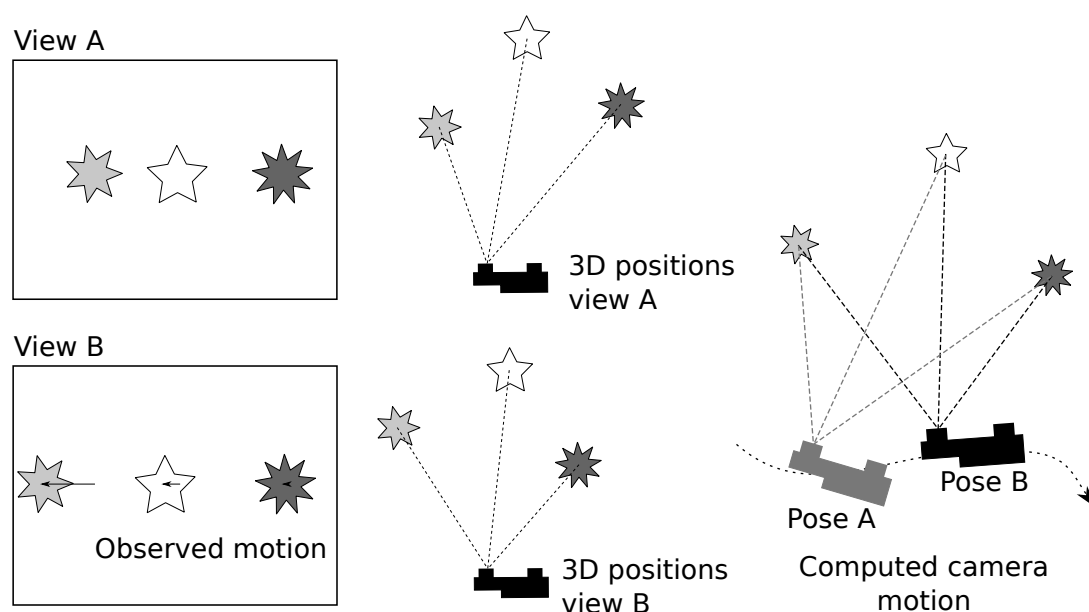 View A
3D positions
view A
View B
Observed motion
3D positions
view B
Pose A
Pose B
Computed camera
motion